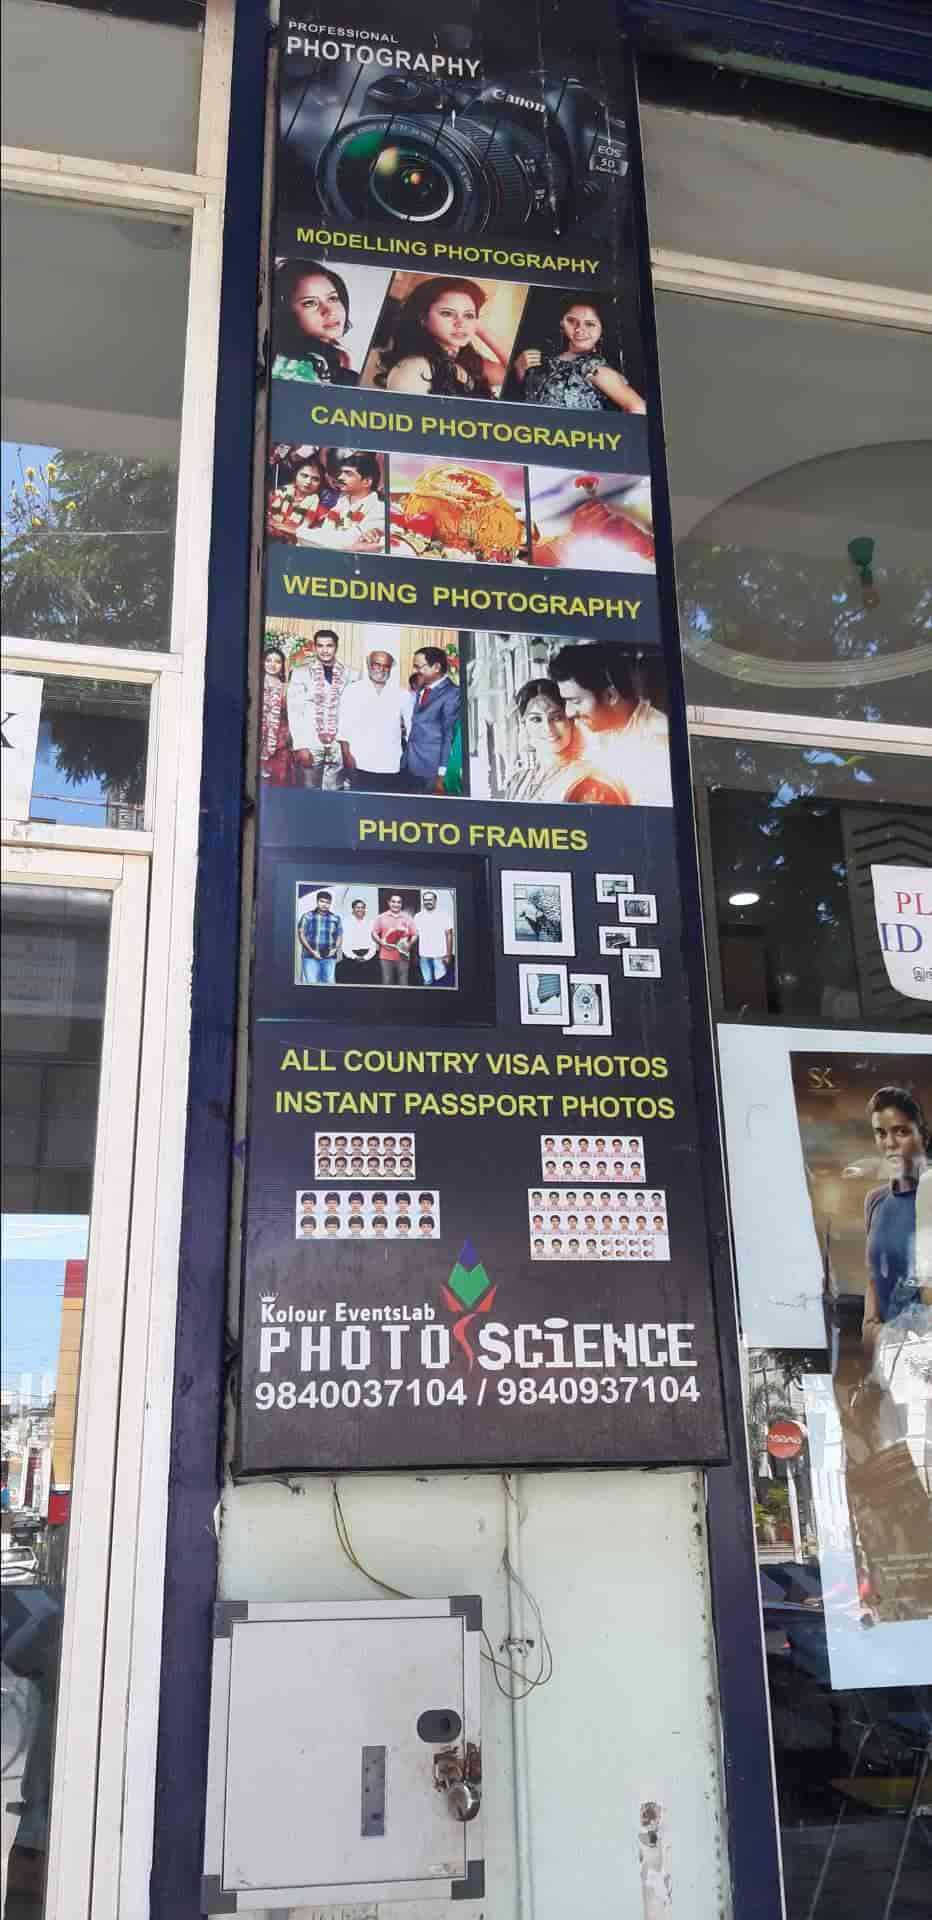 PROFESSIONAL
PHOTOGRAPHY
Canon
EOS
5D
MODELLING PHOTOGRAPHY
CANDID PHOTOGRAPHY
WEDDING PHOTOGRAPHY
PHOTO FRAMES
ALL COUNTRY VISA PHOTOS
INSTANT PASSPORT PHOTOS
Kolour EventsLab
PHOTO SCiENCE
9840037104 / 9840937104
PL
ID
SK